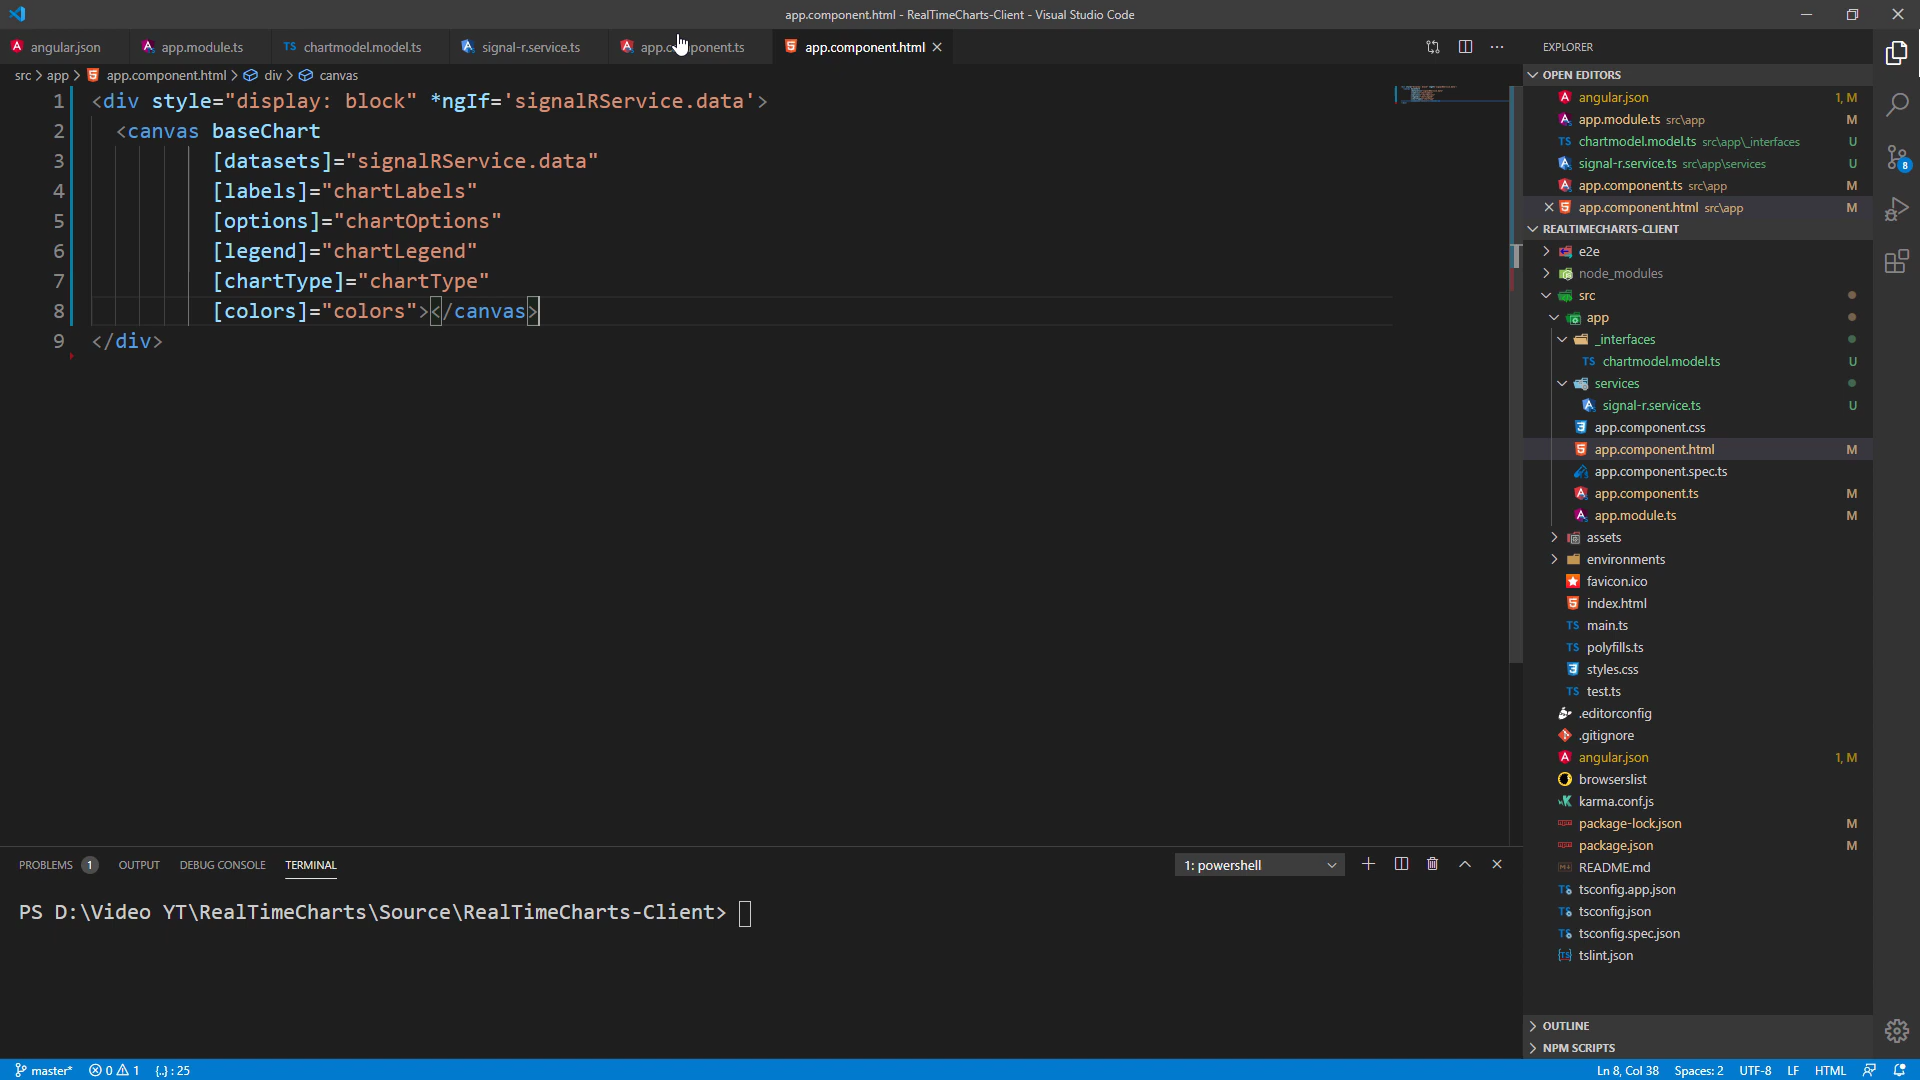 app.component.html - RealTimeCharts-Client - Visual Studio Code
angular.json
app.module.ts
TS chartmodel.model.ts
signal-r.service.ts
app.component.ts
app.component.html
src > app > app.component.html > div > canvas
1 <div style="display: block" *ngIf='signalRService.data'>
2 <canvas baseChart
3 [datasets]="signalRService.data"
4 [labels]="chartLabels"
5 [options]="chartOptions"
6 [legend]="chartLegend"
7 [chartType]="chartType"
8 [colors]="colors"></canvas>
9 </div>
PROBLEMS 1 OUTPUT DEBUG CONSOLE TERMINAL
1: powershell
PS D:\Video YT\RealTimeCharts\Source\RealTimeCharts-Client>
EXPLORER
OPEN EDITORS
angular.json 1, M
app.module.ts src\app M
TS chartmodel.model.ts src\app\_interfaces U
signal-r.service.ts src\app\services U
app.component.ts src\app M
app.component.html src\app M
REALTIMECHARTS-CLIENT
e2e
node_modules
src
app
_interfaces
TS chartmodel.model.ts U
services
signal-r.service.ts U
app.component.css
app.component.html M
app.component.spec.ts
app.component.ts M
app.module.ts M
assets
environments
favicon.ico
index.html
TS main.ts
TS polyfills.ts
styles.css
TS test.ts
.editorconfig
.gitignore
angular.json 1, M
browserslist
karma.conf.js
package-lock.json M
package.json M
README.md
TS tsconfig.app.json
TS tsconfig.json
TS tsconfig.spec.json
tslint.json
OUTLINE
NPM SCRIPTS
8
master* 0 1 {..} : 25
Ln 8, Col 38 Spaces: 2 UTF-8 LF HTML